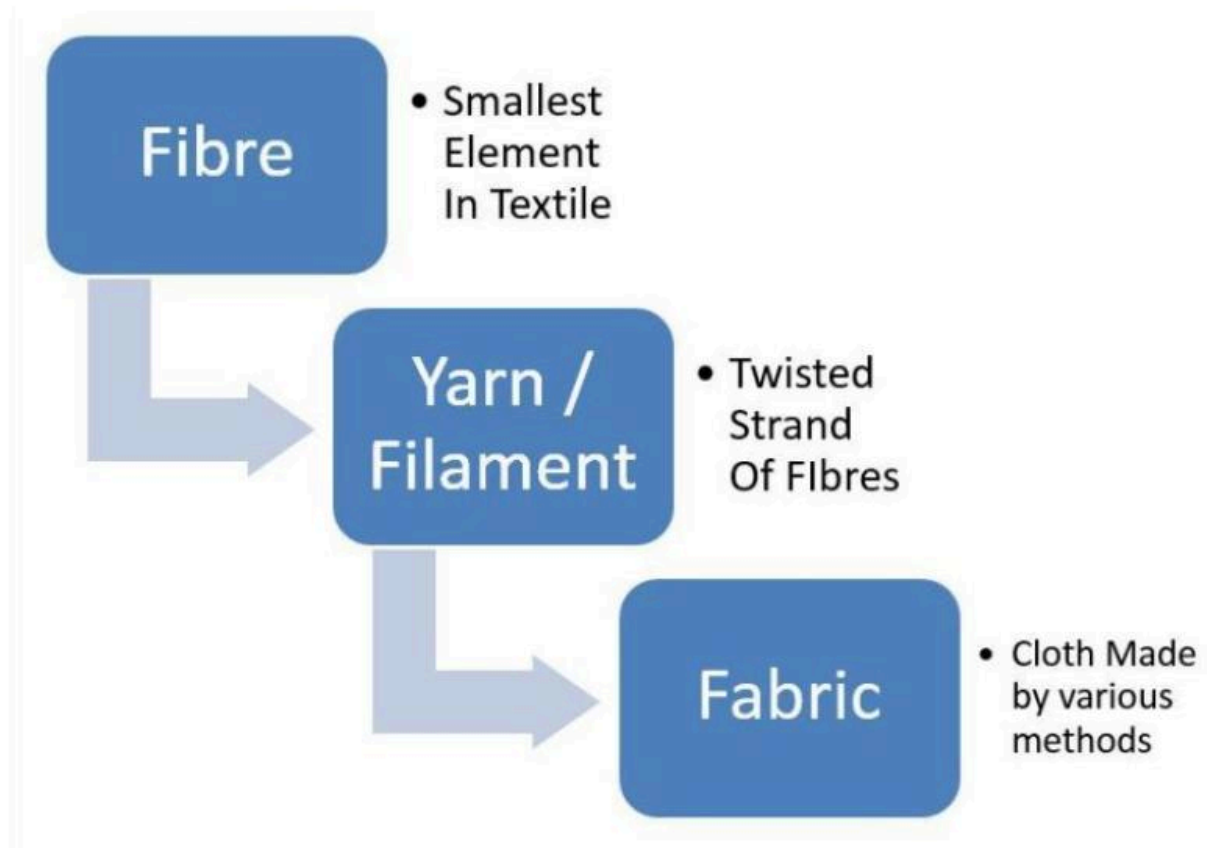 Fibre
• Smallest
Element
In Textile
Yarn /
Filament
• Twisted
Strand
Of FIbres
Fabric
• Cloth Made
by various
methods